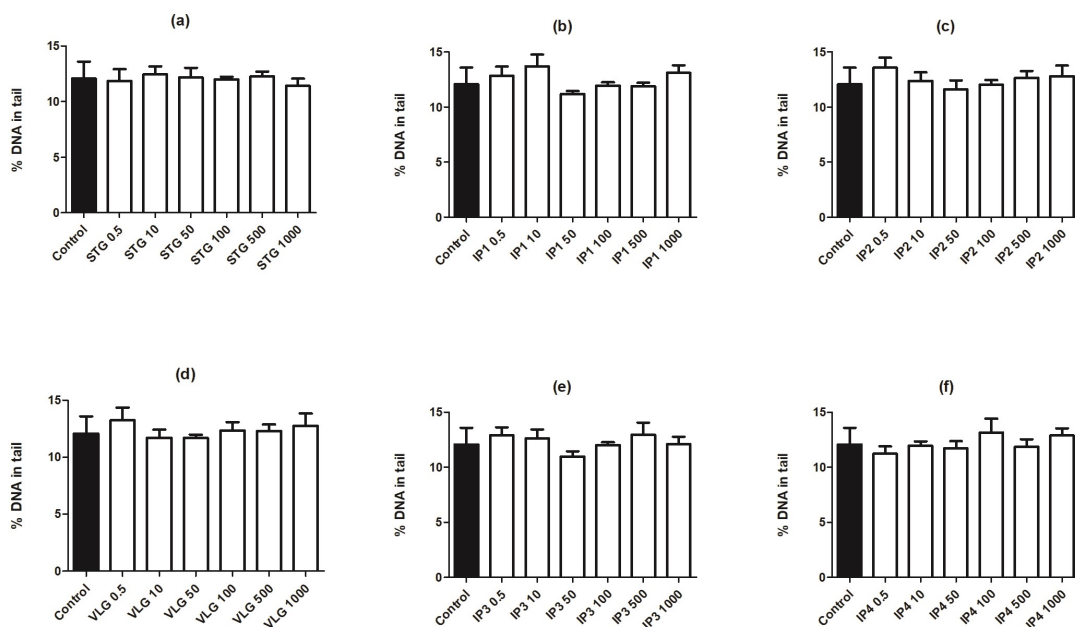 (a)
15
10
5
0
% DNA in tail
Control
STG 0.5
STG 10
STG 50
STG 100
STG 500
STG 1000
(b)
15
10
5
0
% DNA in tail
Control
IP1 0.5
IP1 10
IP1 50
IP1 100
IP1 500
IP1 1000
(c)
15
10
5
0
% DNA in tail
Control
IP2 0.5
IP2 10
IP2 50
IP2 100
IP2 500
IP2 1000
(d)
15
10
5
0
% DNA in tail
Control
VLG 0.5
VLG 10
VLG 50
VLG 100
VLG 500
VLG 1000
(e)
15
10
5
0
% DNA in tail
Control
IP3 0.5
IP3 10
IP3 50
IP3 100
IP3 500
IP3 1000
(f)
15
10
5
0
% DNA in tail
Control
IP4 0.5
IP4 10
IP4 50
IP4 100
IP4 500
IP4 1000